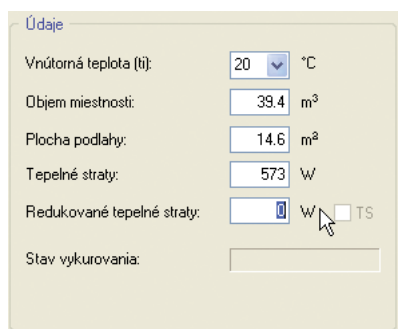 Údaje
Vnútorná teplota (ti): 20 °C
Objem miestnosti: 39.4 m³
Plocha podlahy: 14.6 m²
Tepelné straty: 573 W
Redukované tepelné straty: 0 W TS
Stav vykurovania: